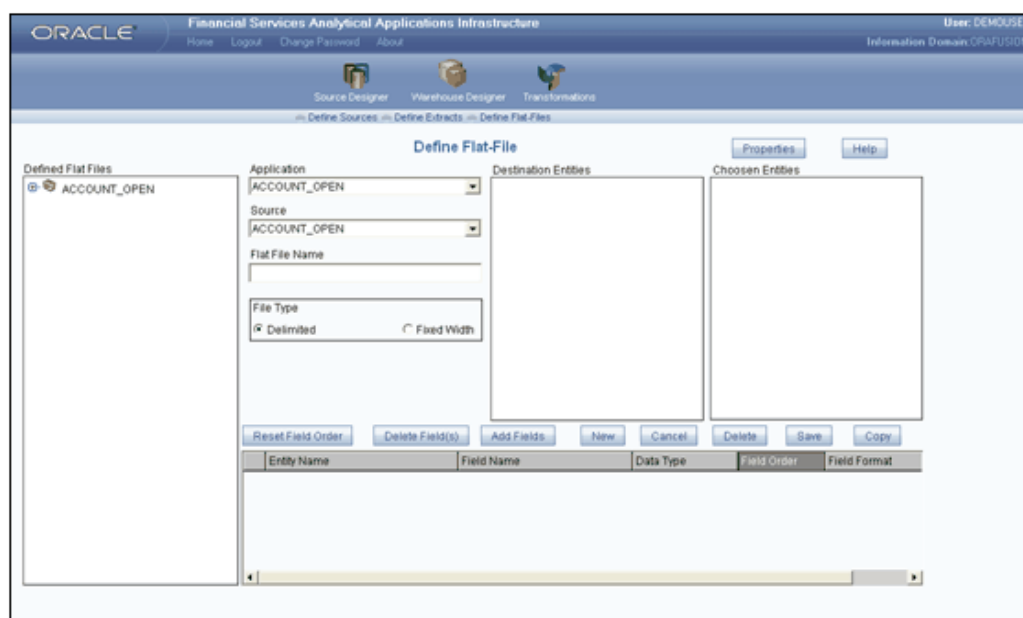 ORACLE
Financial Services Analytical Applications Infrastructure
User: DEMOUSE
Home Logout Change Password About
Information Domain:ORAFUSION
Source Designer Warehouse Designer Transformations
Define Sources Define Extracts Define Flat-Files
Define Flat-File
Properties Help
Defined Flat Files
ACCOUNT_OPEN
Application
ACCOUNT_OPEN
Source
ACCOUNT_OPEN
Flat File Name
File Type
Delimited Fixed Width
Destination Entities
Choosen Entities
Reset Field Order Delete Field(s) Add Fields New Cancel Delete Save Copy
Entity Name Field Name Data Type Field Order Field Format